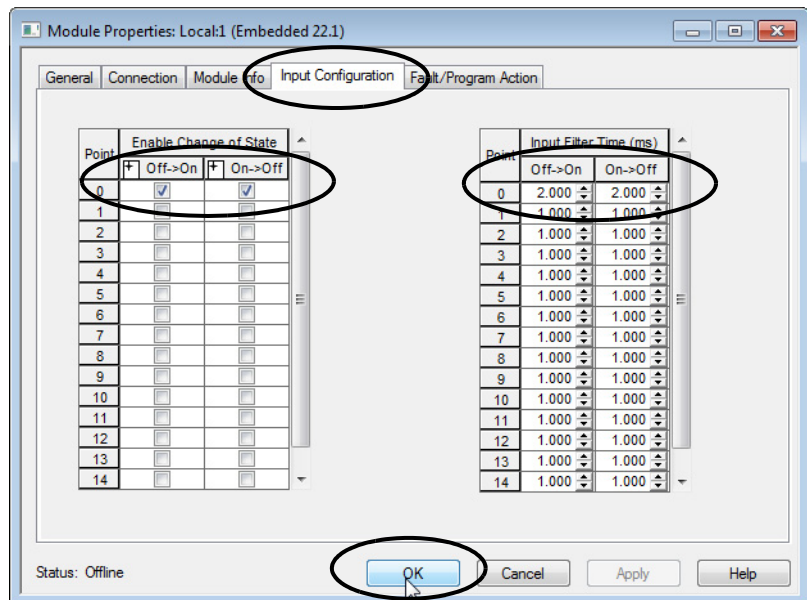 Module Properties: Local:1 (Embedded 22.1)
General Connection Module Info Input Configuration Fault/Program Action
Point Enable Change of State
Off->On On->Off
0
1
2
3
4
5
6
7
8
9
10
11
12
13
14
Point Input Filter Time (ms)
Off->On On->Off
0 2.000 2.000
1 1.000 1.000
2 1.000 1.000
3 1.000 1.000
4 1.000 1.000
5 1.000 1.000
6 1.000 1.000
7 1.000 1.000
8 1.000 1.000
9 1.000 1.000
10 1.000 1.000
11 1.000 1.000
12 1.000 1.000
13 1.000 1.000
14 1.000 1.000
Status: Offline
OK Cancel Apply Help